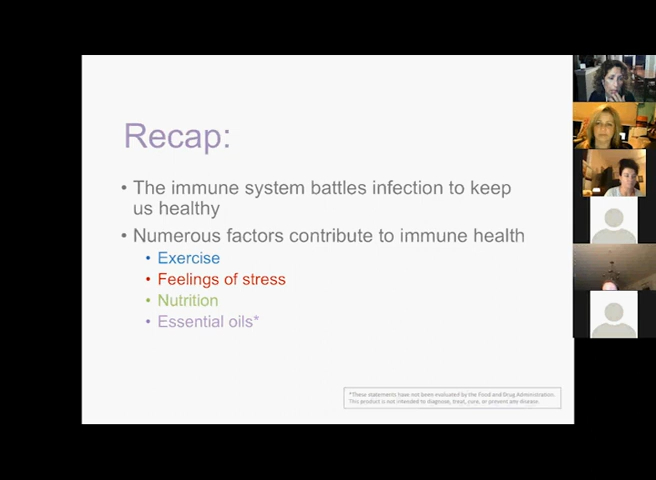 Recap:
• The immune system battles infection to keep
us healthy
• Numerous factors contribute to immune health
• Exercise
• Feelings of stress
• Nutrition
• Essential oils*
*These statements have not been evaluated by the Food and Drug Administration.
This product is not intended to diagnose, treat, cure, or prevent any disease.